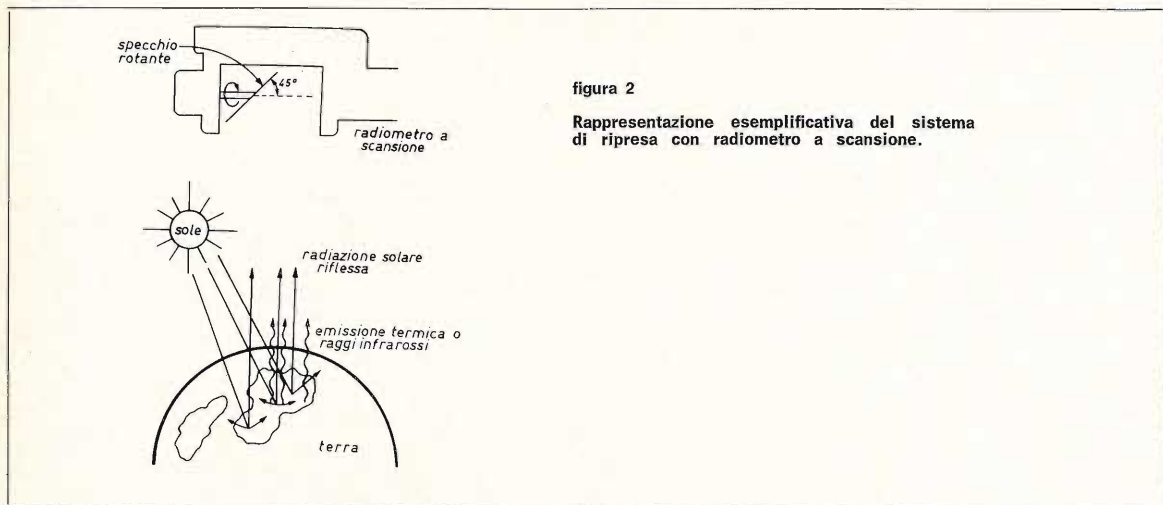 specchio
rotante
45°
radiometro a
scansione
figura 2
Rappresentazione esemplificativa del sistema
di ripresa con radiometro a scansione.
sole
radiazione solare
riflessa
emissione termica o
raggi infrarossi
terra